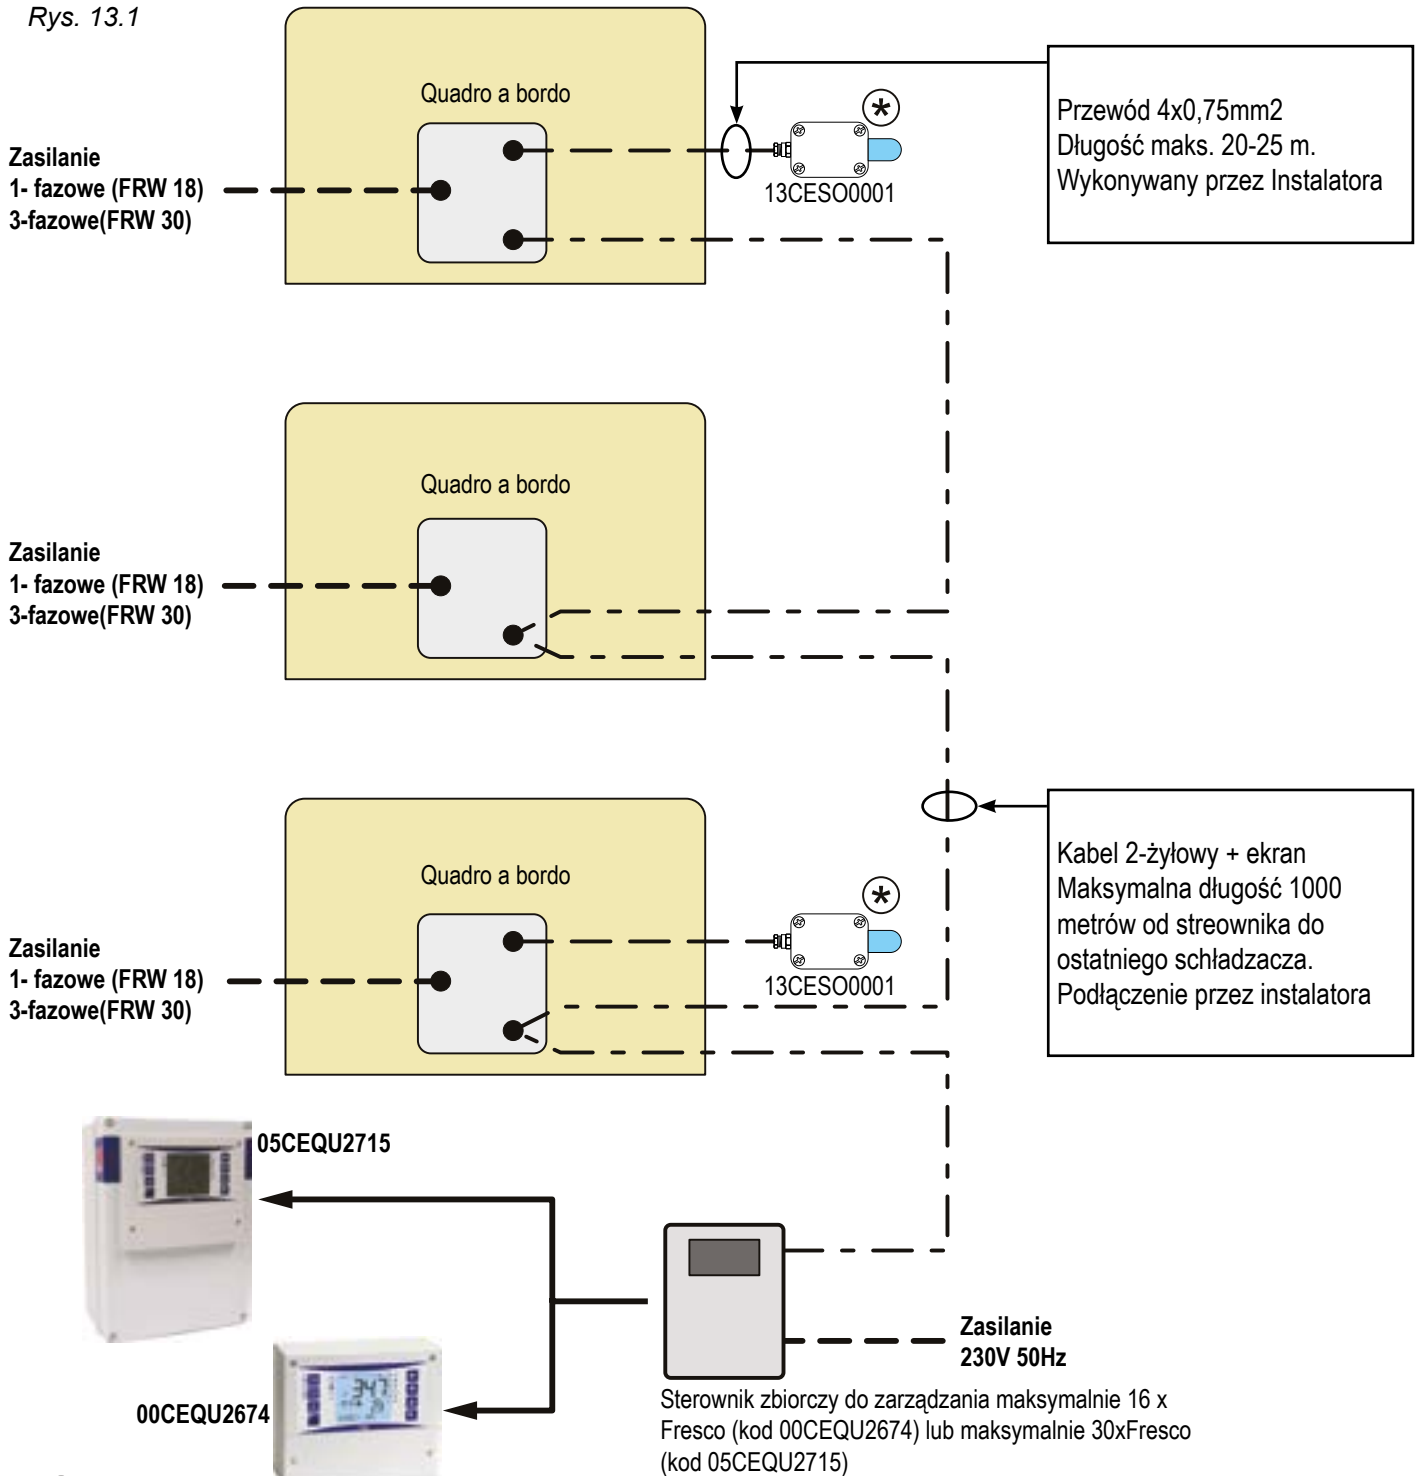 Rys. 13.1
Quadro a bordo
Zasilanie
1- fazowe (FRW 18)
3-fazowe(FRW 30)
*
13CESO0001
Przewód 4x0,75mm2
Długość maks. 20-25 m.
Wykonywany przez Instalatora
Quadro a bordo
Zasilanie
1- fazowe (FRW 18)
3-fazowe(FRW 30)
Quadro a bordo
Zasilanie
1- fazowe (FRW 18)
3-fazowe(FRW 30)
*
13CESO0001
Kabel 2-żyłowy + ekran
Maksymalna długość 1000
metrów od streownika do
ostatniego schładzacza.
Podłączenie przez instalatora
05CEQU2715
00CEQU2674
Zasilanie
230V 50Hz
Sterownik zbiorczy do zarządzania maksymalnie 16 x
Fresco (kod 00CEQU2674) lub maksymalnie 30xFresco
(kod 05CEQU2715)